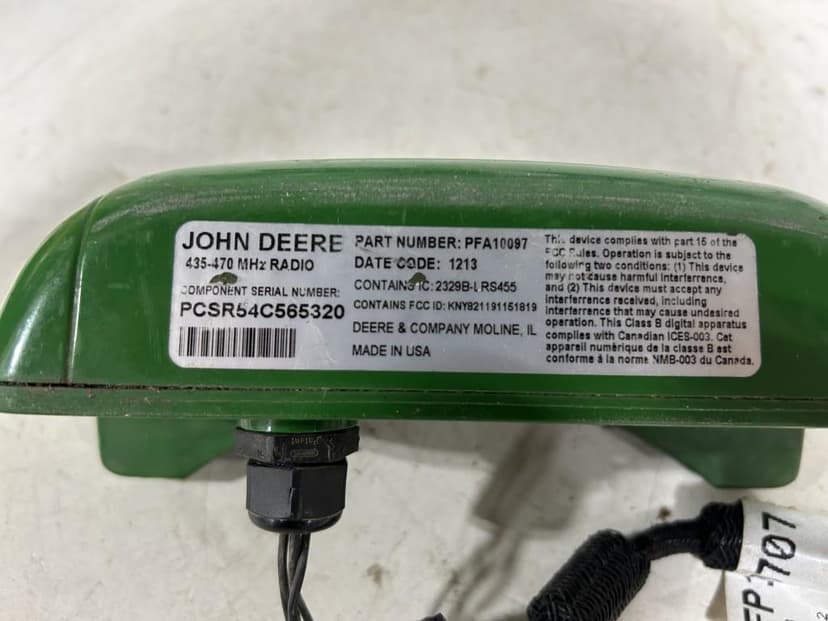 JOHN DEERE
435-470 MHz RADIO
COMPONENT SERIAL NUMBER:
PCSR54C565320
PART NUMBER: PFA10097
DATE CODE: 1213
CONTAINS IC: 2329B-LRS455
CONTAINS FCC ID: KNY821191151819
DEERE & COMPANY MOLINE, IL
MADE IN USA
This device complies with part 15 of the
FCC Rules. Operation is subject to the
following two conditions: (1) This device
may not cause harmful interference,
and (2) This device must accept any
interference received, including
interference that may cause undesired
operation. This Class B digital apparatus
complies with Canadian ICES-003. Cet
appareil numérique de la classe B est
conforme à la norme NMB-003 du Canada.
707